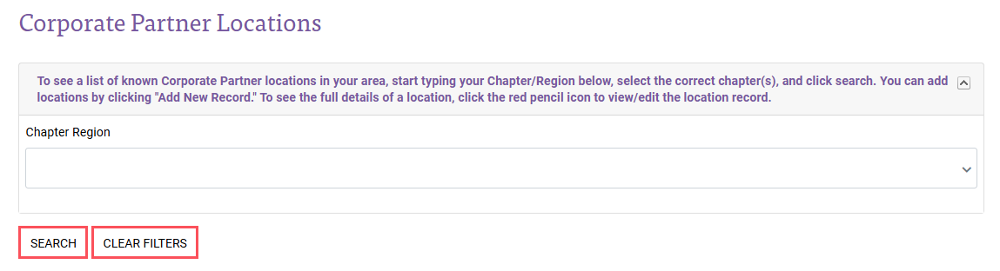 Corporate Partner Locations
To see a list of known Corporate Partner locations in your area, start typing your Chapter/Region below, select the correct chapter(s), and click search. You can add
locations by clicking "Add New Record." To see the full details of a location, click the red pencil icon to view/edit the location record.
Chapter Region
SEARCH CLEAR FILTERS